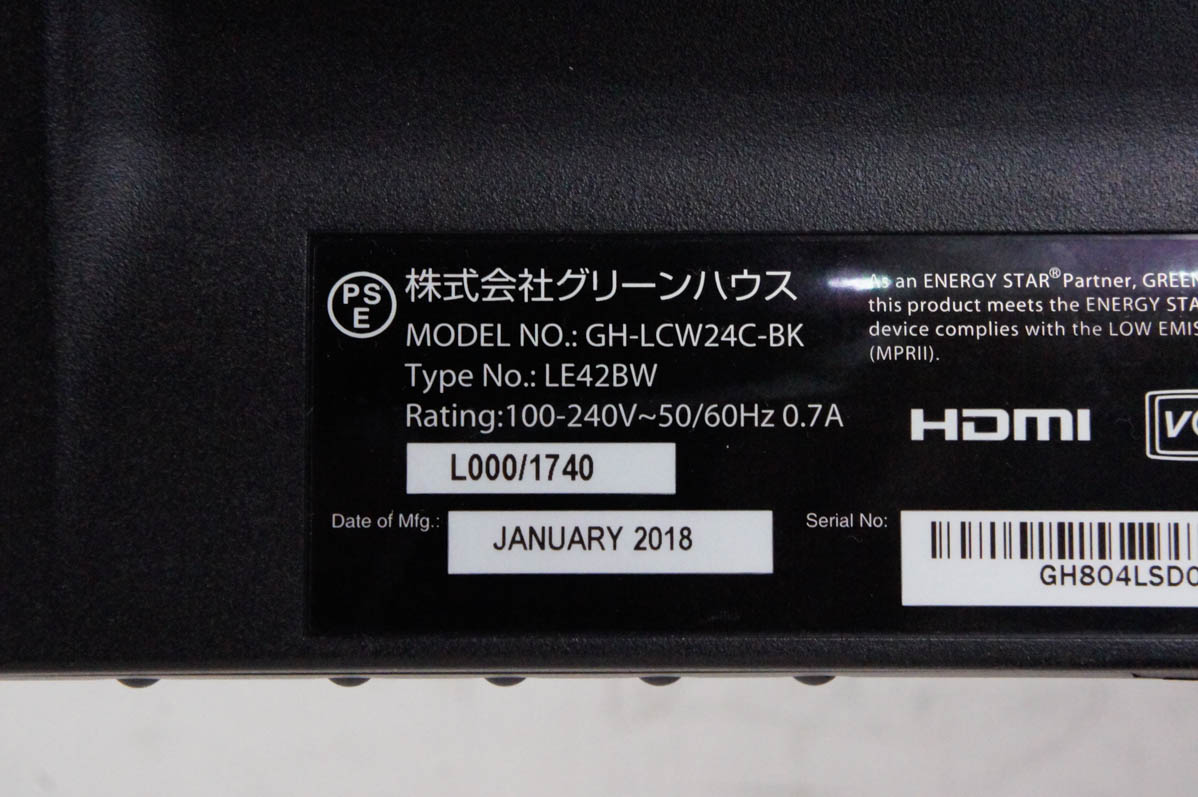 PS
E
株式会社グリーンハウス
MODEL NO.: GH-LCW24C-BK
Type No.: LE42BW
Rating:100-240V~50/60Hz 0.7A
L000/1740
Date of Mfg.: JANUARY 2018
As an ENERGY STAR® Partner, GREEN
this product meets the ENERGY STA
device complies with the LOW EMIS
(MPRII).
HDMI
Serial No:
GH804LSD0